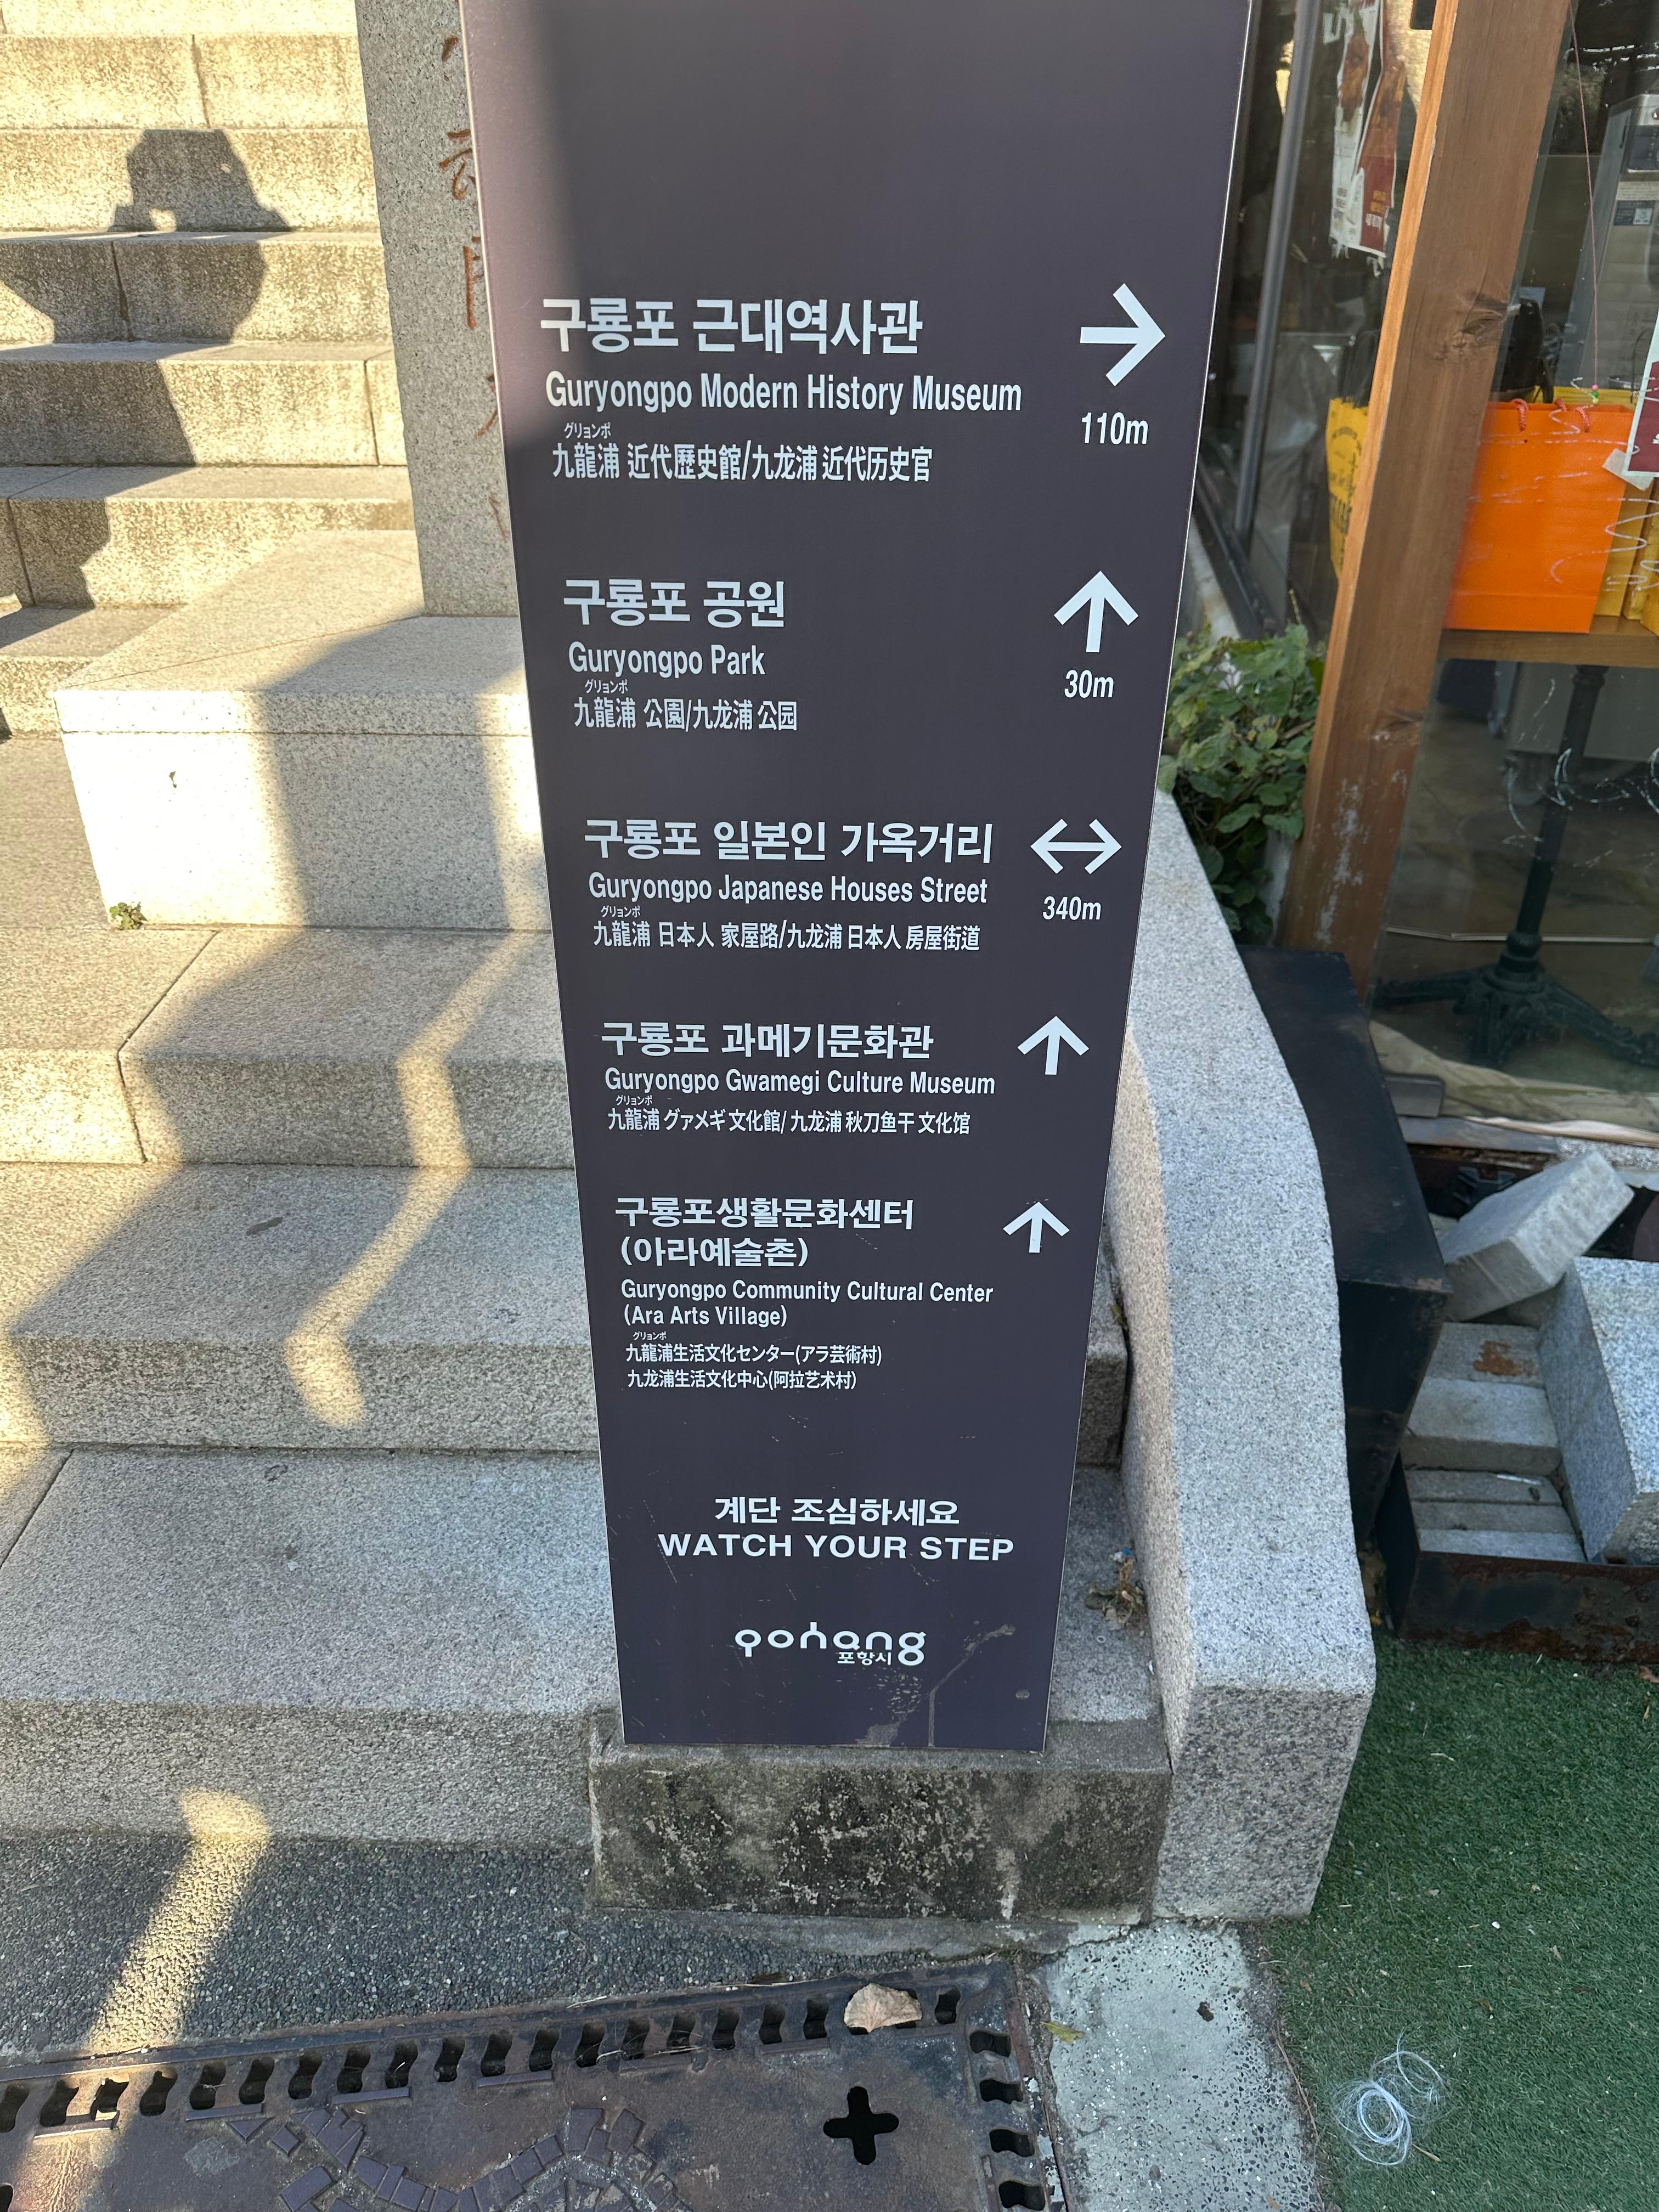 구룡포 근대역사관
Guryongpo Modern History Museum
グリョンポ
九龍浦 近代歷史館/九龙浦 近代历史官
110m
구룡포 공원
Guryongpo Park
グリョンポ
九龍浦 公園/九龙浦 公园
30m
구룡포 일본인 가옥거리
Guryongpo Japanese Houses Street
グリョンポ
九龍浦 日本人 家屋路/九龙浦 日本人 房屋街道
340m
구룡포 과메기문화관
Guryongpo Gwamegi Culture Museum
グリョンポ
九龍浦 グァメギ 文化館/ 九龙浦 秋刀鱼干 文化馆
구룡포생활문화센터
(아라예술촌)
Guryongpo Community Cultural Center
(Ara Arts Village)
グリョンポ
九龍浦生活文化センター(アラ芸術村)
九龙浦生活文化中心(阿拉艺术村)
계단 조심하세요
WATCH YOUR STEP
pohang
포항시